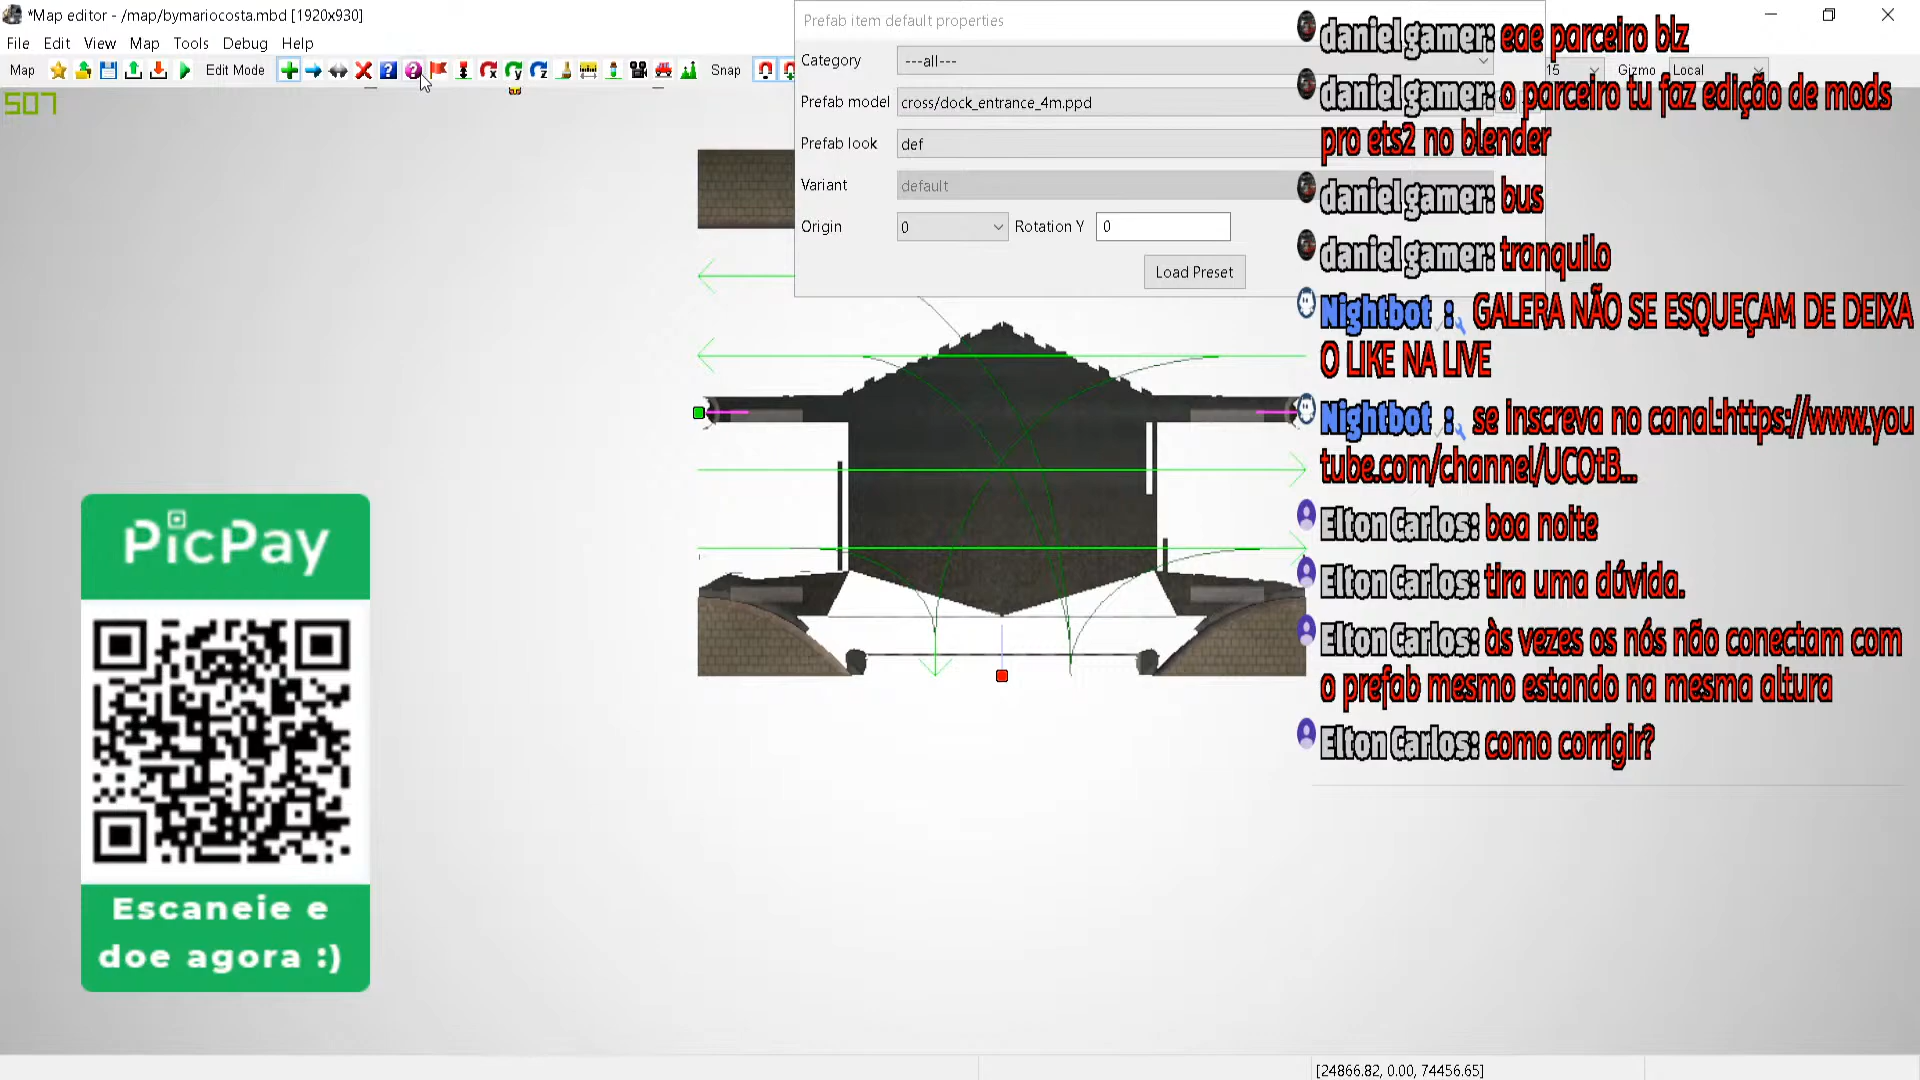 *Map editor - /map/bymariocosta.mbd [1920x930]
File Edit View Map Tools Debug Help
Map Edit Mode Snap 15 Gizmo Local
507
Prefab item default properties
Category ---all---
Prefab model cross/dock_entrance_4m.ppd
Prefab look def
Variant default
Origin 0 Rotation Y 0
Load Preset
daniel gamer: eae parceiro blz
daniel gamer: o parceiro tu faz edição de mods
pro ets2 no blender
daniel gamer: bus
daniel gamer: tranquilo
Nightbot : GALERA NÃO SE ESQUEÇAM DE DEIXA
O LIKE NA LIVE
Nightbot : se inscreva no canal:https://www.you
tube.com/channel/UCOtB...
Elton Carlos: boa noite
Elton Carlos: tira uma dúvida.
Elton Carlos: às vezes os nós não conectam com
o prefab mesmo estando na mesma altura
Elton Carlos: como corrigir?
PicPay
Escaneie e
doe agora :)
[24866.82, 0.00, 74456.65]